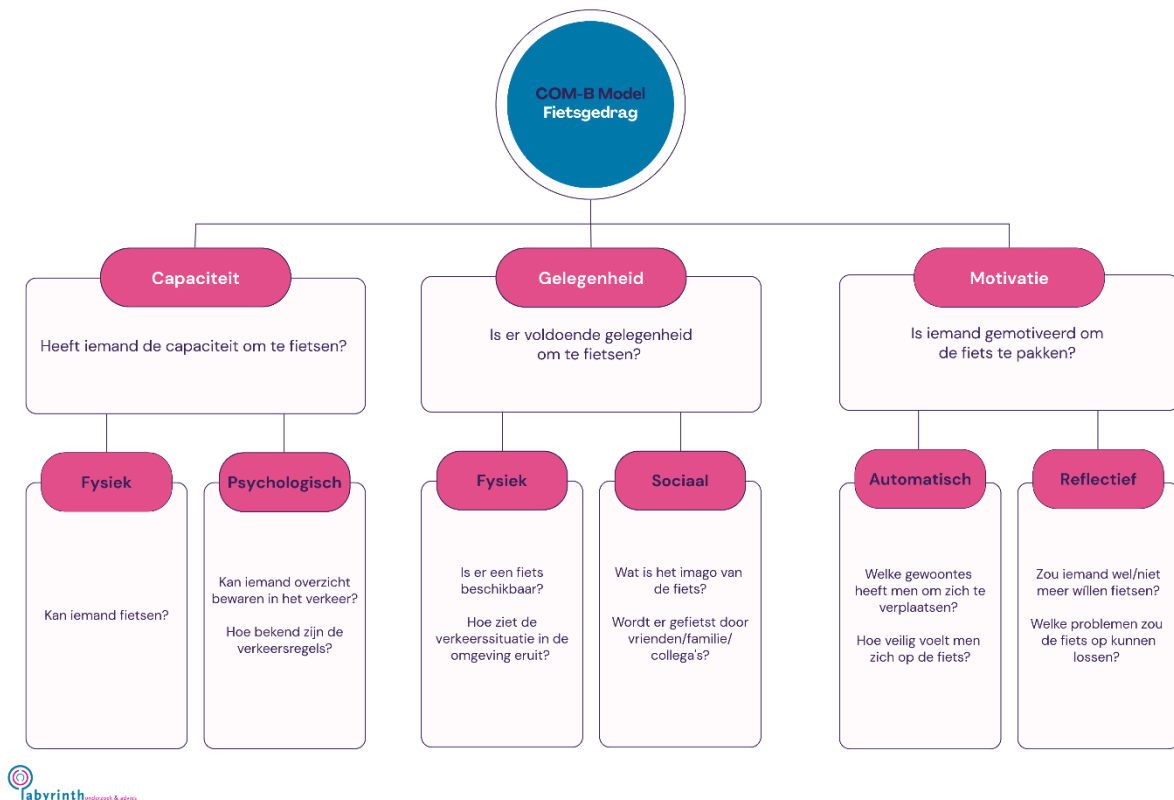 COM-B Model
Fietsgedrag
Capaciteit
Heeft iemand de capaciteit om te fietsen?
Gelegenheid
Is er voldoende gelegenheid
om te fietsen?
Motivatie
Is iemand gemotiveerd om
de fiets te pakken?
Fysiek
Kan iemand fietsen?
Psychologisch
Kan iemand overzicht
bewaren in het verkeer?
Hoe bekend zijn de
verkeersregels?
Fysiek
Is er een fiets
beschikbaar?
Hoe ziet de
verkeerssituatie in de
omgeving eruit?
Sociaal
Wat is het imago van
de fiets?
Wordt er gefietst door
vrienden/familie/
collega's?
Automatisch
Welke gewoontes
heeft men om zich te
verplaatsen?
Hoe veilig voelt men
zich op de fiets?
Reflectief
Zou iemand wel/niet
meer wíllen fietsen?
Welke problemen zou
de fiets op kunnen
lossen?
labyrinth onderzoek & advies